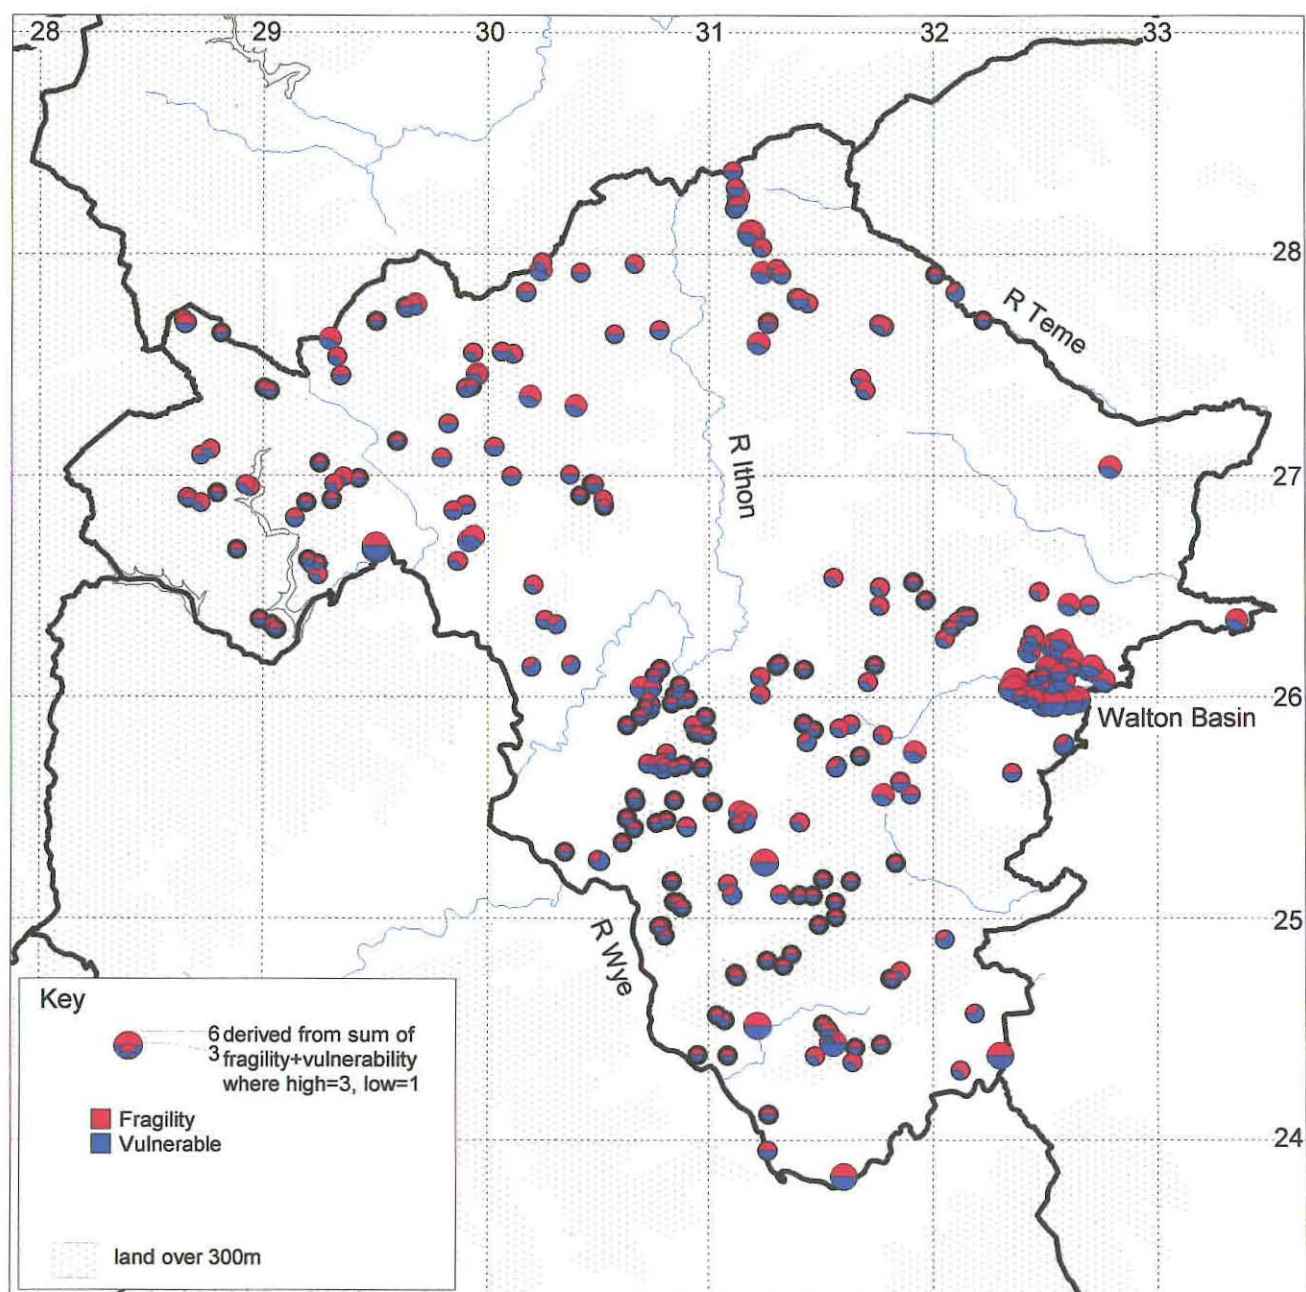 28 29 30 31 32 33
28
R Teme
R Ithon
27
26
Walton Basin
25
R Wye
24
Key
6 derived from sum of
3 fragility+vulnerability
where high=3, low=1
Fragility
Vulnerable
land over 300m